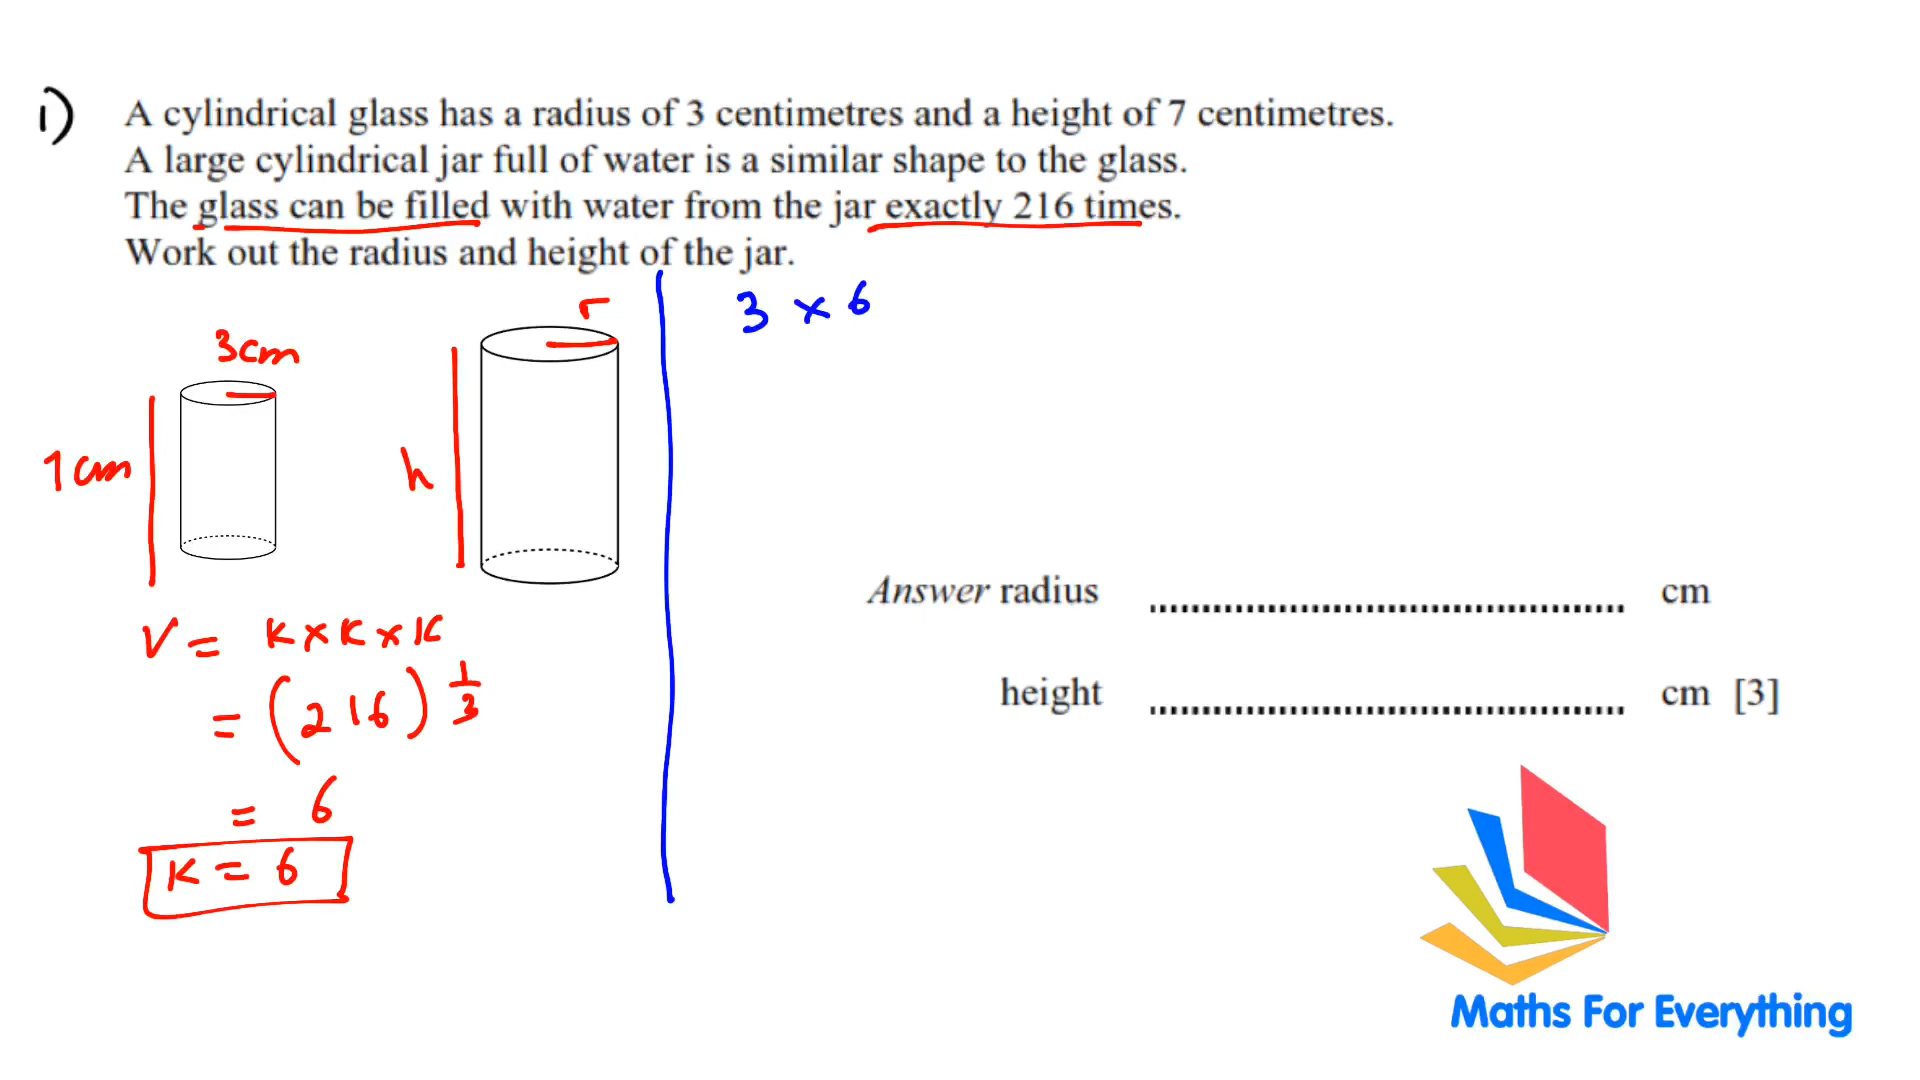 1)
A cylindrical glass has a radius of 3 centimetres and a height of 7 centimetres.
A large cylindrical jar full of water is a similar shape to the glass.
The glass can be filled with water from the jar exactly 216 times.
Work out the radius and height of the jar.
3cm
r
3 × 6
7cm
h
V = K × K × K
= (216)^1/3
= 6
K = 6
Answer radius ........................................ cm
height ........................................ cm [3]
Maths For Everything